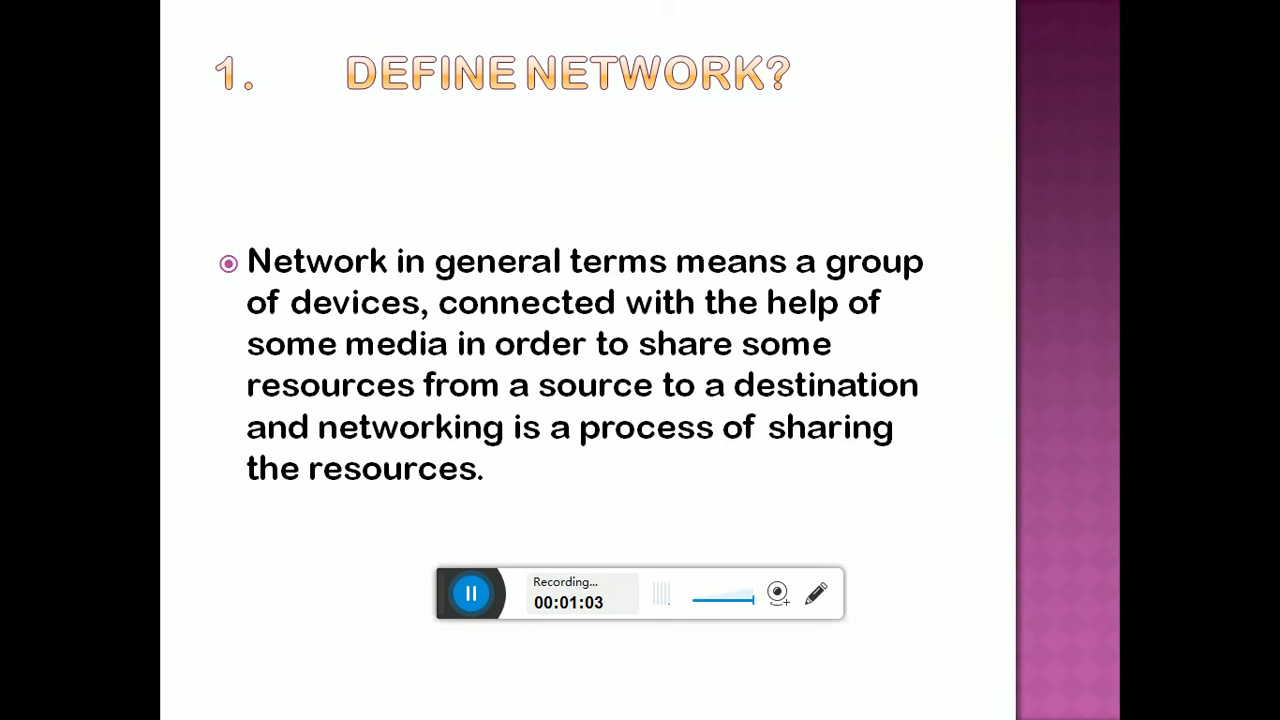 1. DEFINE NETWORK?
Network in general terms means a group
of devices, connected with the help of
some media in order to share some
resources from a source to a destination
and networking is a process of sharing
the resources.
Recording...
00:01:03